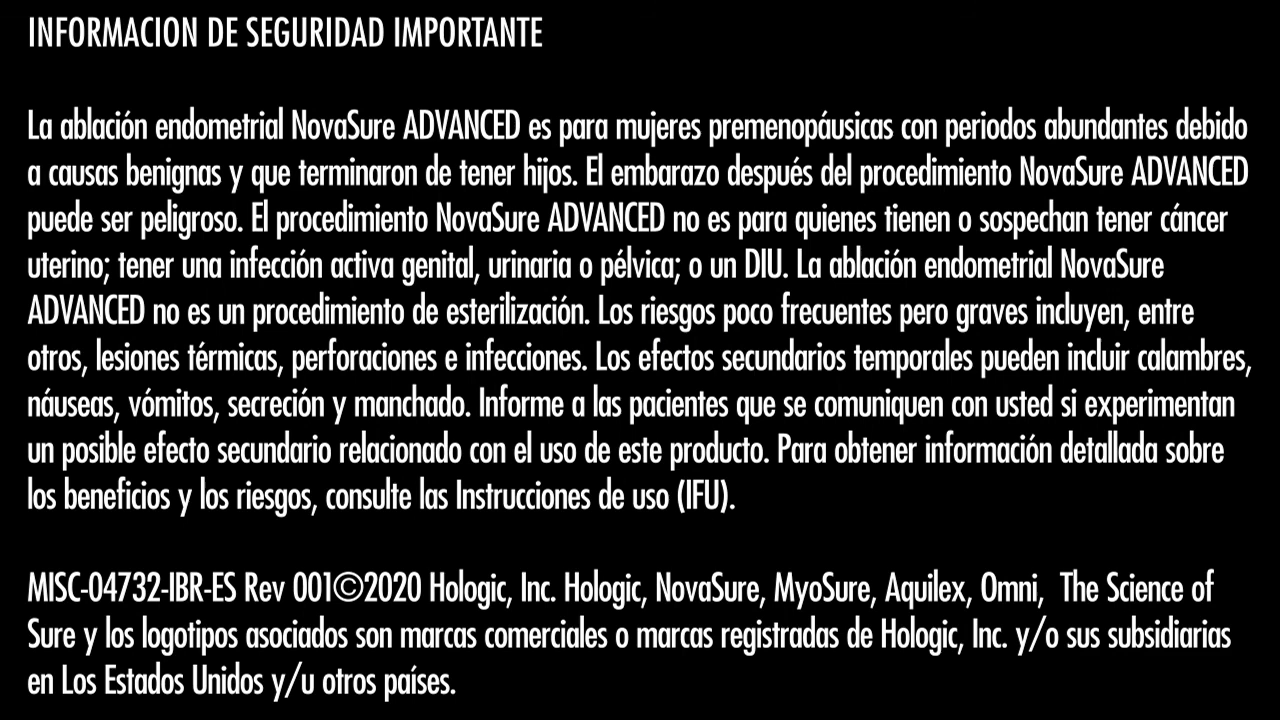 INFORMACION DE SEGURIDAD IMPORTANTE
La ablación endometrial NovaSure ADVANCED es para mujeres premenopáusicas con periodos abundantes debido
a causas benignas y que terminaron de tener hijos. El embarazo después del procedimiento NovaSure ADVANCED
puede ser peligroso. El procedimiento NovaSure ADVANCED no es para quienes tienen o sospechan tener cáncer
uterino; tener una infección activa genital, urinaria o pélvica; o un DIU. La ablación endometrial NovaSure
ADVANCED no es un procedimiento de esterilización. Los riesgos poco frecuentes pero graves incluyen, entre
otros, lesiones térmicas, perforaciones e infecciones. Los efectos secundarios temporales pueden incluir calambres,
náuseas, vómitos, secreción y manchado. Informe a las pacientes que se comuniquen con usted si experimentan
un posible efecto secundario relacionado con el uso de este producto. Para obtener información detallada sobre
los beneficios y los riesgos, consulte las Instrucciones de uso (IFU).
MISC-04732-IBR-ES Rev 001©2020 Hologic, Inc. Hologic, NovaSure, MyoSure, Aquilex, Omni, The Science of
Sure y los logotipos asociados son marcas comerciales o marcas registradas de Hologic, Inc. y/o sus subsidiarias
en Los Estados Unidos y/u otros países.